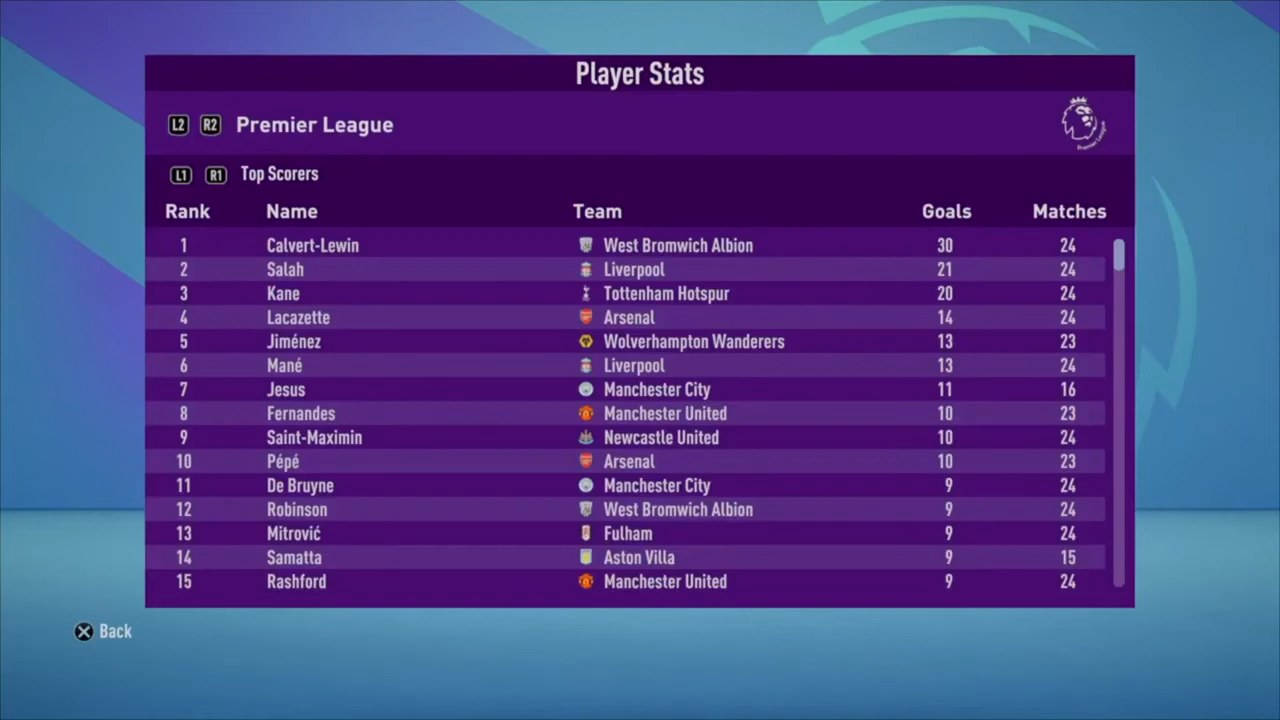 Player Stats
L2 R2 Premier League
Premier League
L1 R1 Top Scorers
Rank Name Team Goals Matches
1 Calvert-Lewin West Bromwich Albion 30 24
2 Salah Liverpool 21 24
3 Kane Tottenham Hotspur 20 24
4 Lacazette Arsenal 14 24
5 Jiménez Wolverhampton Wanderers 13 23
6 Mané Liverpool 13 24
7 Jesus Manchester City 11 16
8 Fernandes Manchester United 10 23
9 Saint-Maximin Newcastle United 10 24
10 Pépé Arsenal 10 23
11 De Bruyne Manchester City 9 24
12 Robinson West Bromwich Albion 9 24
13 Mitrović Fulham 9 24
14 Samatta Aston Villa 9 15
15 Rashford Manchester United 9 24
Back